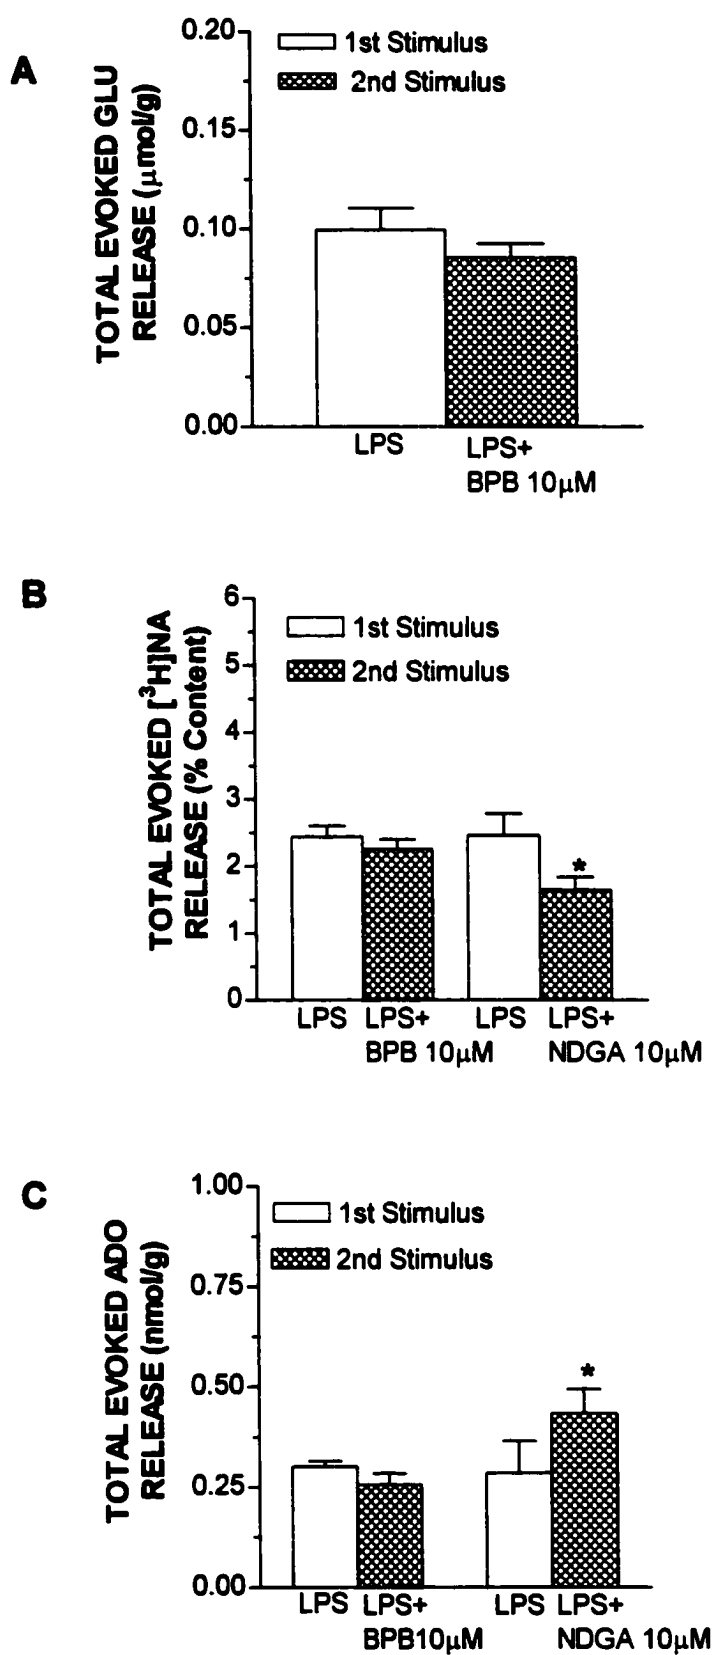 A
TOTAL EVOKED GLU
RELEASE (μmol/g)
0.20
0.15
0.10
0.05
0.00
1st Stimulus
2nd Stimulus
LPS
LPS+
BPB 10μM
B
TOTAL EVOKED [³H]NA
RELEASE (% Content)
6
5
4
3
2
1
0
1st Stimulus
2nd Stimulus
*
LPS LPS+ LPS LPS+
BPB 10μM NDGA 10μM
C
TOTAL EVOKED ADO
RELEASE (nmol/g)
1.00
0.75
0.50
0.25
0.00
1st Stimulus
2nd Stimulus
*
LPS LPS+ LPS LPS+
BPB10μM NDGA 10μM